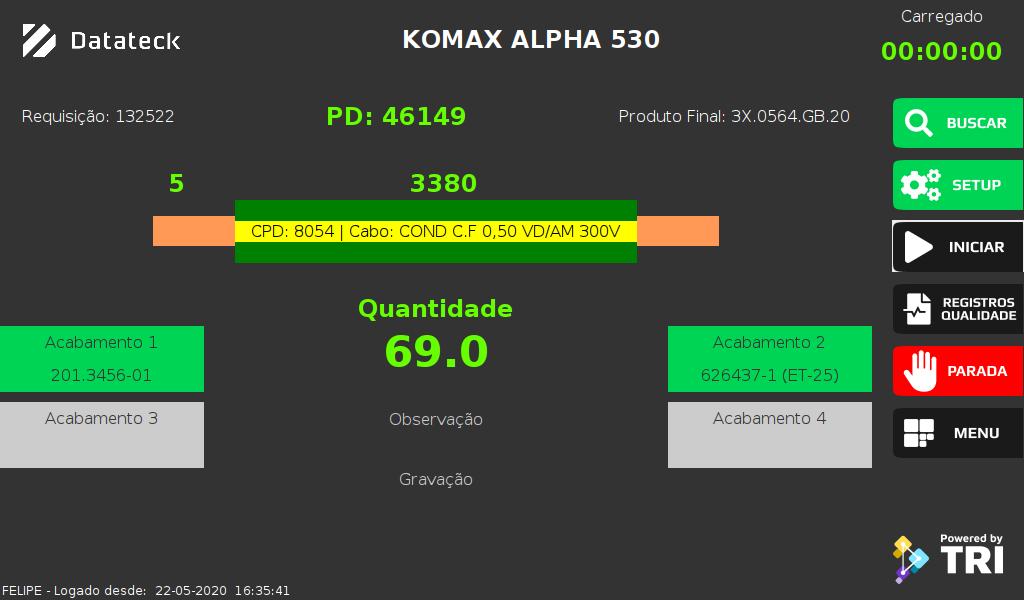 Datateck
KOMAX ALPHA 530
Carregado
00:00:00
Requisição: 132522
PD: 46149
Produto Final: 3X.0564.GB.20
BUSCAR
5
3380
SETUP
CPD: 8054 | Cabo: COND C.F 0,50 VD/AM 300V
INICIAR
Quantidade
69.0
REGISTROS
QUALIDADE
Acabamento 1
201.3456-01
Acabamento 2
626437-1 (ET-25)
PARADA
Acabamento 3
Observação
Acabamento 4
MENU
Gravação
Powered by
TRI
FELIPE - Logado desde: 22-05-2020 16:35:41